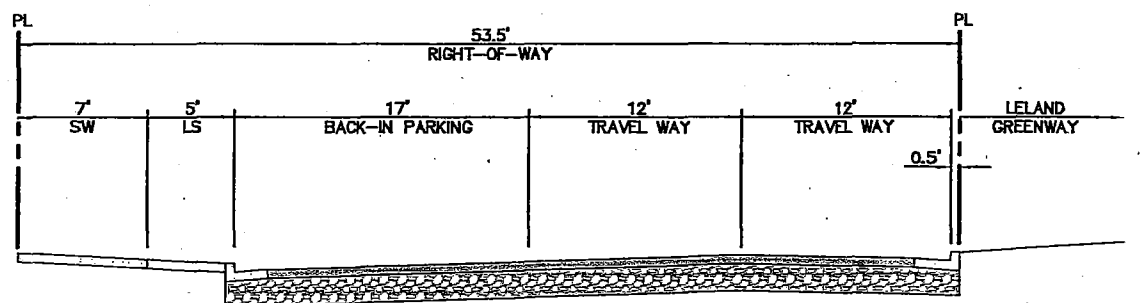 PL
PL
53.5'
RIGHT-OF-WAY
7'
SW
5'
LS
17'
BACK-IN PARKING
12'
TRAVEL WAY
12'
TRAVEL WAY
LELAND
GREENWAY
0.5'